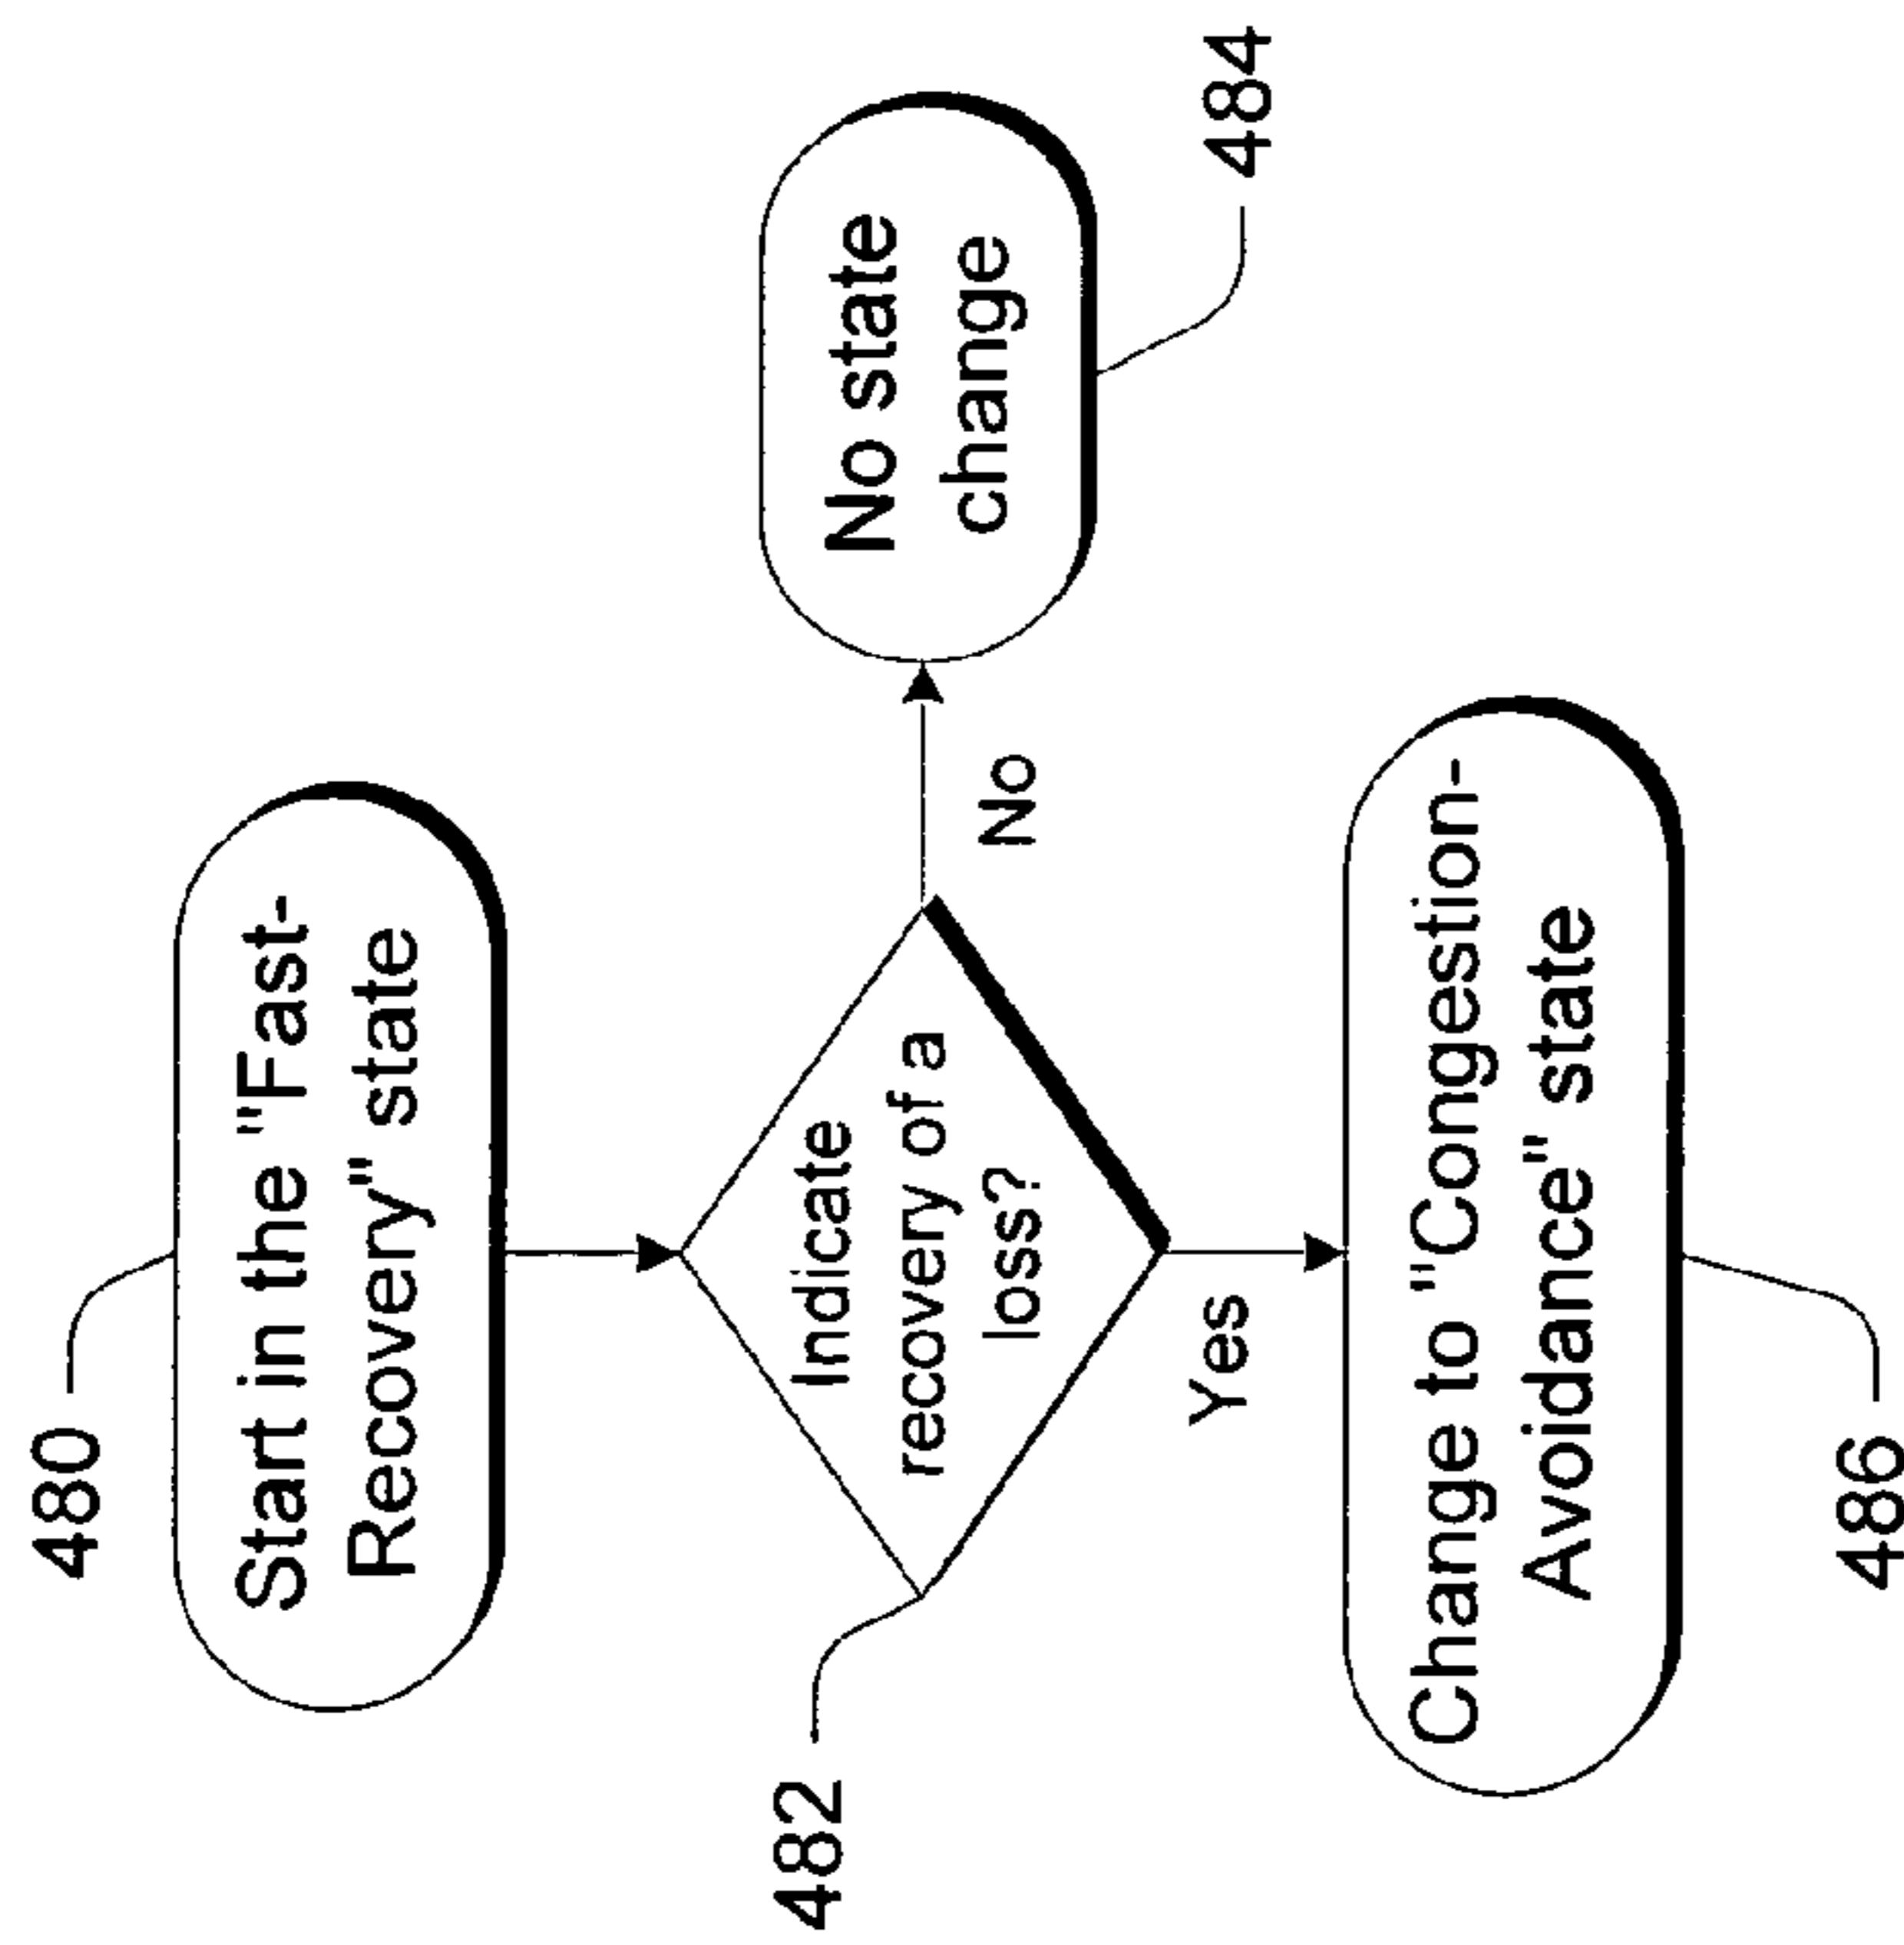 480
Start in the "Fast-
Recovery" state
482
Indicate
recovery of a
loss?
No
No state
change
484
Yes
Change to "Congestion-
Avoidance" state
486